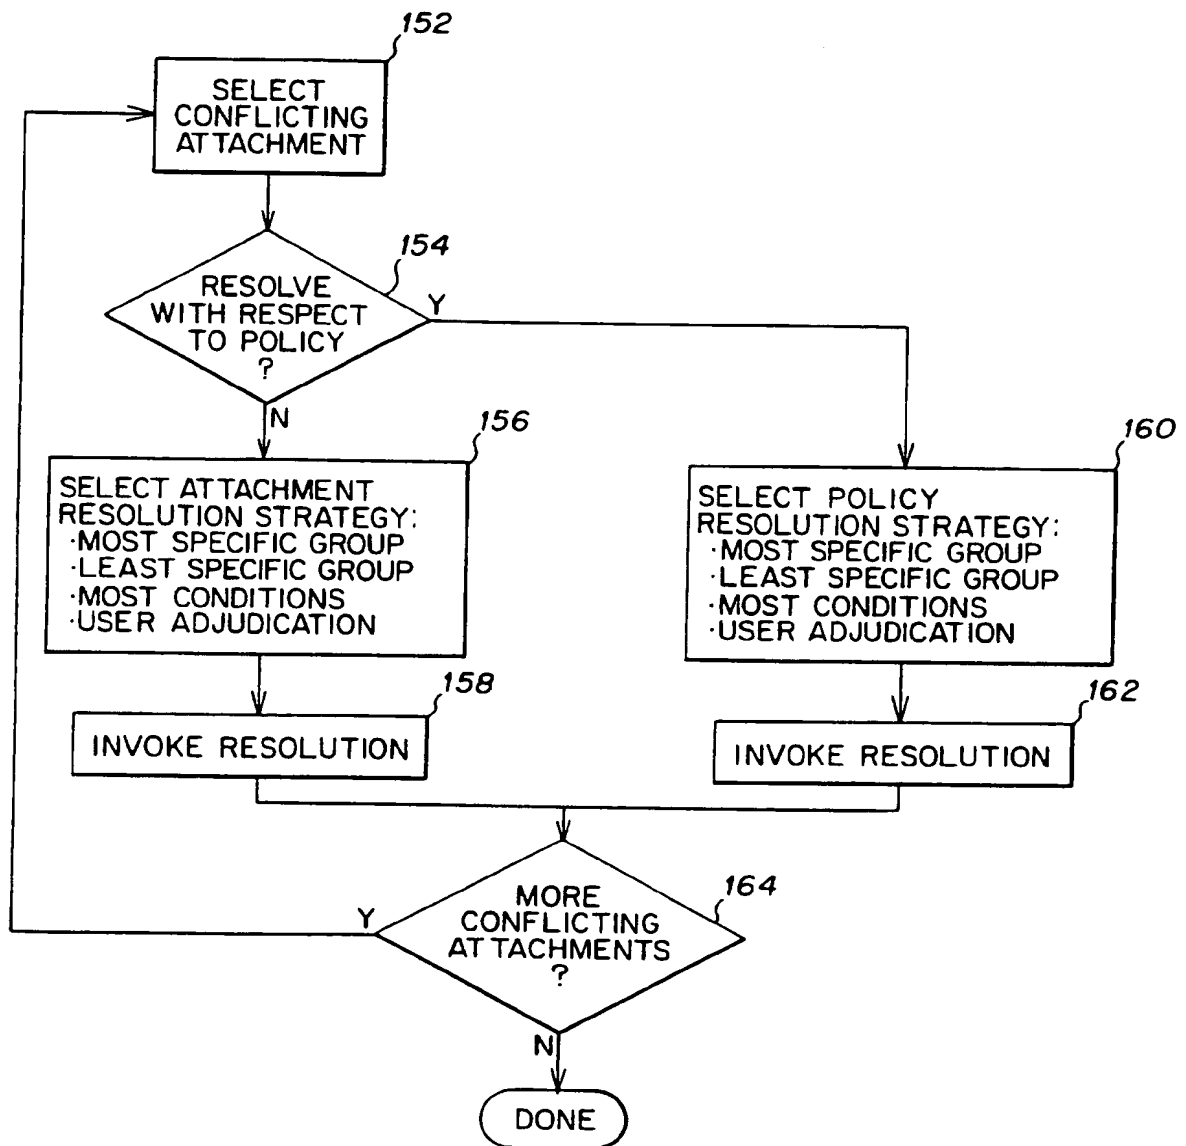 152
SELECT
CONFLICTING
ATTACHMENT
154
RESOLVE
WITH RESPECT
TO POLICY
?
Y
N
156
SELECT ATTACHMENT
RESOLUTION STRATEGY:
·MOST SPECIFIC GROUP
·LEAST SPECIFIC GROUP
·MOST CONDITIONS
·USER ADJUDICATION
160
SELECT POLICY
RESOLUTION STRATEGY:
·MOST SPECIFIC GROUP
·LEAST SPECIFIC GROUP
·MOST CONDITIONS
·USER ADJUDICATION
158
INVOKE RESOLUTION
162
INVOKE RESOLUTION
164
MORE
CONFLICTING
ATTACHMENTS
?
Y
N
DONE